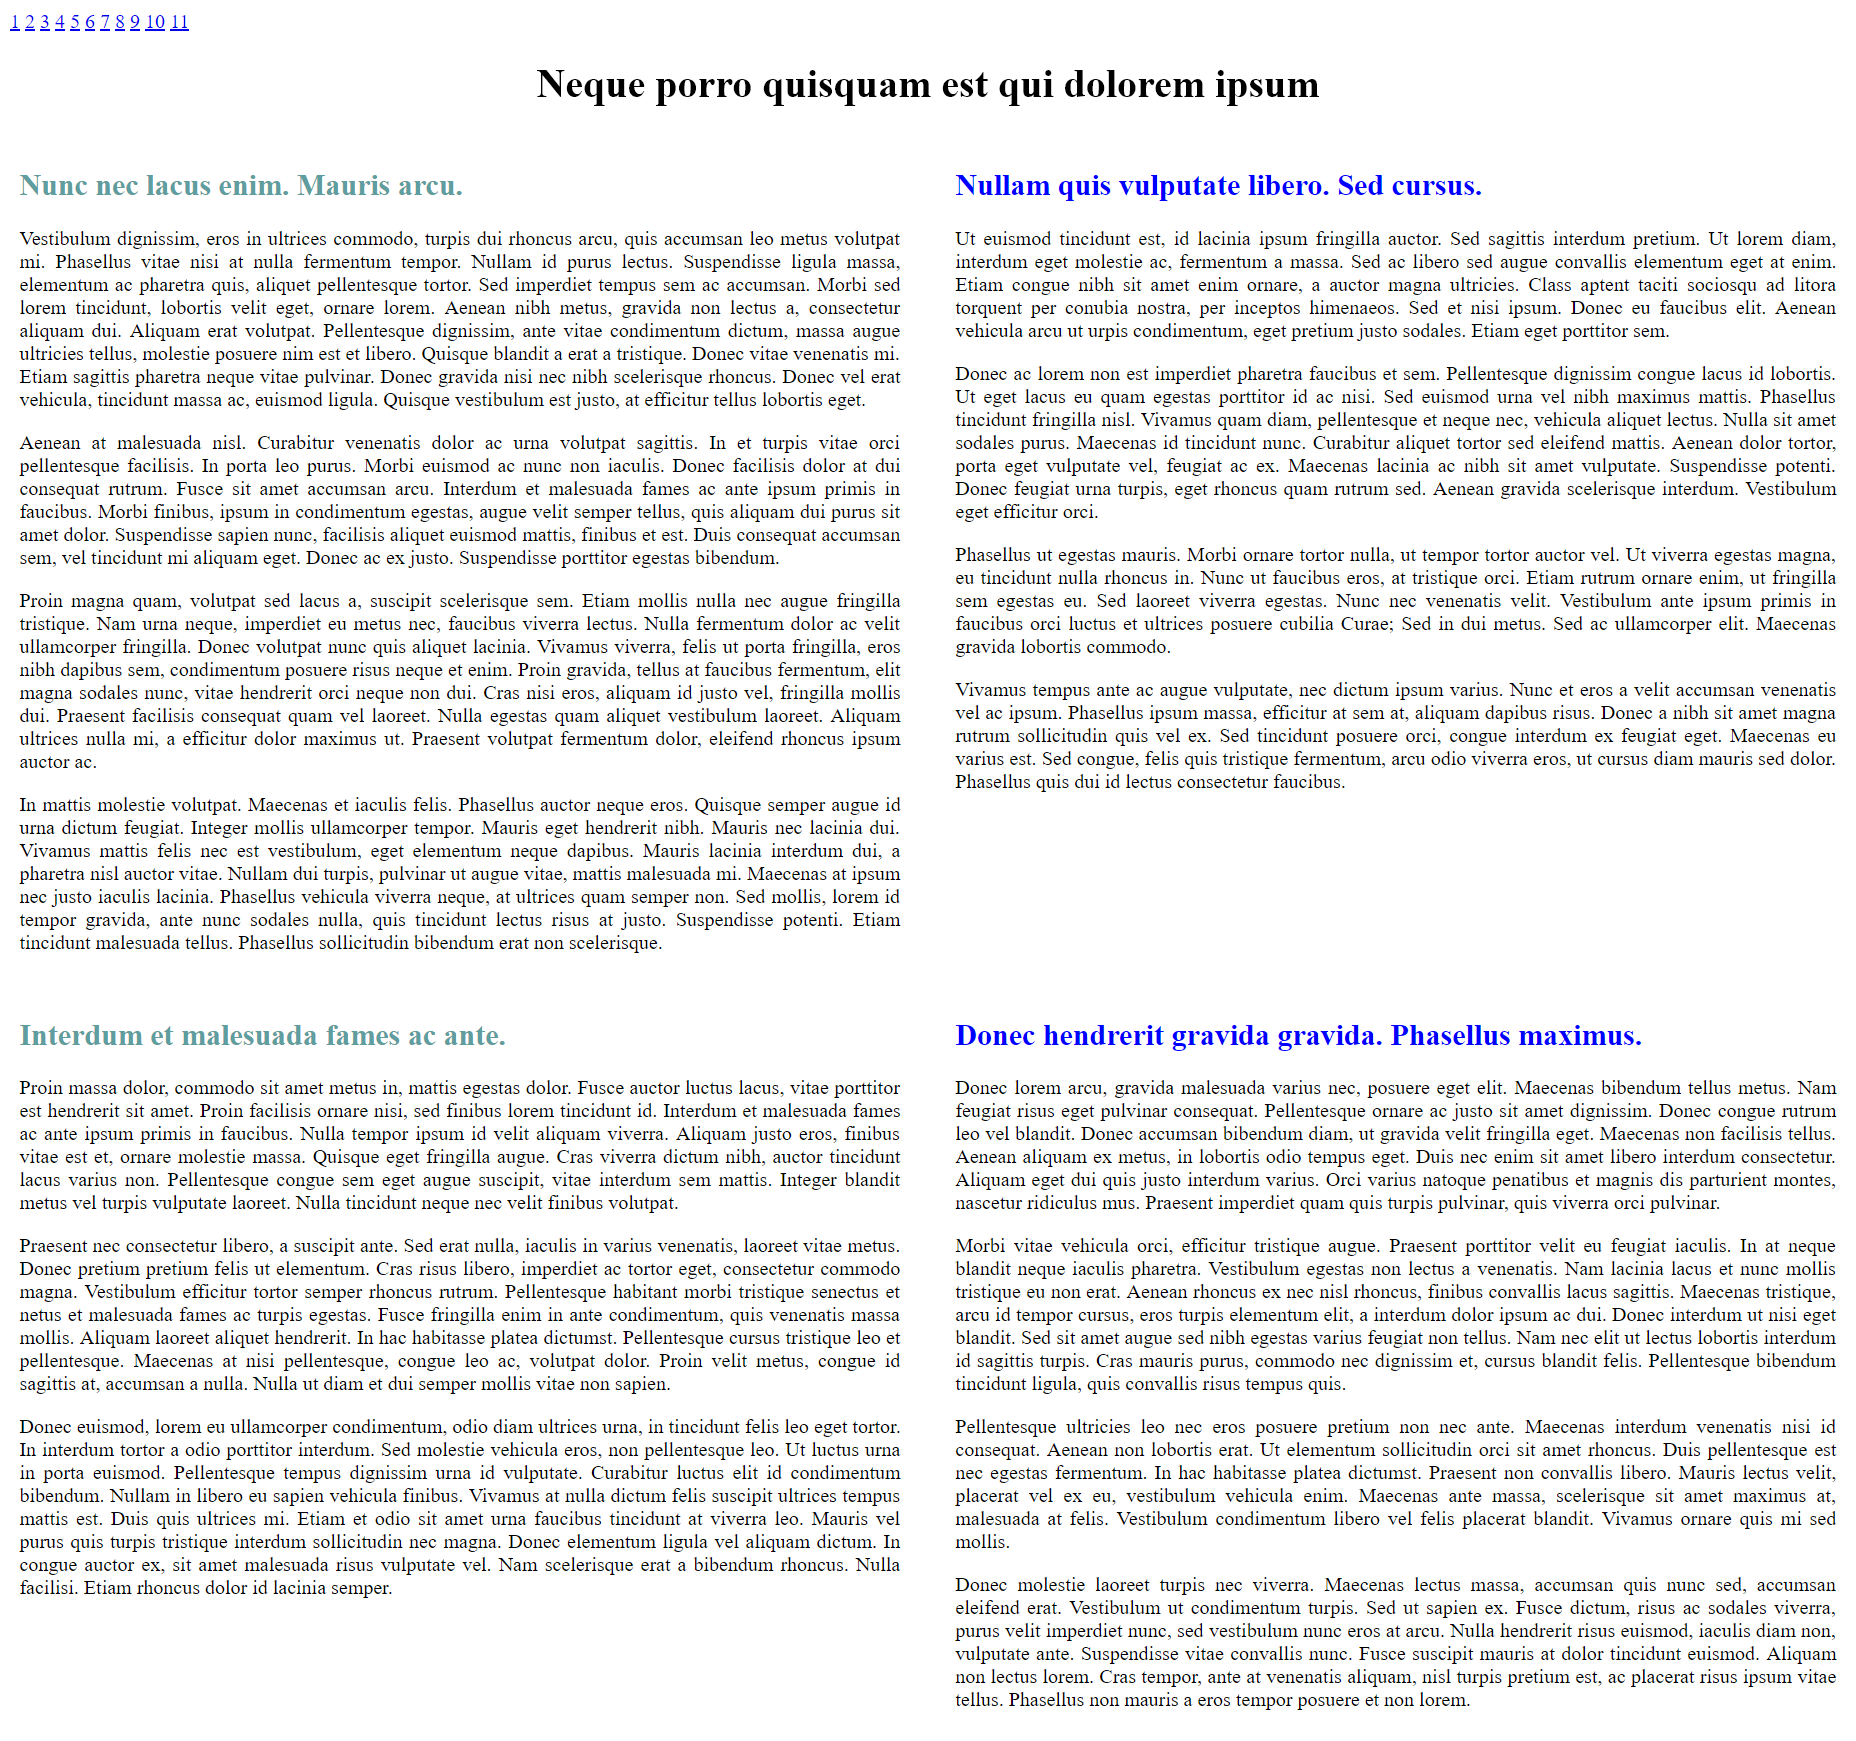 1 2 3 4 5 6 7 8 9 10 11
Neque porro quisquam est qui dolorem ipsum
Nunc nec lacus enim. Mauris arcu.
Vestibulum dignissim, eros in ultrices commodo, turpis dui rhoncus arcu, quis accumsan leo metus volutpat
mi. Phasellus vitae nisi at nulla fermentum tempor. Nullam id purus lectus. Suspendisse ligula massa,
elementum ac pharetra quis, aliquet pellentesque tortor. Sed imperdiet tempus sem ac accumsan. Morbi sed
lorem tincidunt, lobortis velit eget, ornare lorem. Aenean nibh metus, gravida non lectus a, consectetur
aliquam dui. Aliquam erat volutpat. Pellentesque dignissim, ante vitae condimentum dictum, massa augue
ultricies tellus, molestie posuere nim est et libero. Quisque blandit a erat a tristique. Donec vitae venenatis mi.
Etiam sagittis pharetra neque vitae pulvinar. Donec gravida nisi nec nibh scelerisque rhoncus. Donec vel erat
vehicula, tincidunt massa ac, euismod ligula. Quisque vestibulum est justo, at efficitur tellus lobortis eget.
Aenean at malesuada nisl. Curabitur venenatis dolor ac urna volutpat sagittis. In et turpis vitae orci
pellentesque facilisis. In porta leo purus. Morbi euismod ac nunc non iaculis. Donec facilisis dolor at dui
consequat rutrum. Fusce sit amet accumsan arcu. Interdum et malesuada fames ac ante ipsum primis in
faucibus. Morbi finibus, ipsum in condimentum egestas, augue velit semper tellus, quis aliquam dui purus sit
amet dolor. Suspendisse sapien nunc, facilisis aliquet euismod mattis, finibus et est. Duis consequat accumsan
sem, vel tincidunt mi aliquam eget. Donec ac ex justo. Suspendisse porttitor egestas bibendum.
Proin magna quam, volutpat sed lacus a, suscipit scelerisque sem. Etiam mollis nulla nec augue fringilla
tristique. Nam urna neque, imperdiet eu metus nec, faucibus viverra lectus. Nulla fermentum dolor ac velit
ullamcorper fringilla. Donec volutpat nunc quis aliquet lacinia. Vivamus viverra, felis ut porta fringilla, eros
nibh dapibus sem, condimentum posuere risus neque et enim. Proin gravida, tellus at faucibus fermentum, elit
magna sodales nunc, vitae hendrerit orci neque non dui. Cras nisi eros, aliquam id justo vel, fringilla mollis
dui. Praesent facilisis consequat quam vel laoreet. Nulla egestas quam aliquet vestibulum laoreet. Aliquam
ultrices nulla mi, a efficitur dolor maximus ut. Praesent volutpat fermentum dolor, eleifend rhoncus ipsum
auctor ac.
In mattis molestie volutpat. Maecenas et iaculis felis. Phasellus auctor neque eros. Quisque semper augue id
urna dictum feugiat. Integer mollis ullamcorper tempor. Mauris eget hendrerit nibh. Mauris nec lacinia dui.
Vivamus mattis felis nec est vestibulum, eget elementum neque dapibus. Mauris lacinia interdum dui, a
pharetra nisl auctor vitae. Nullam dui turpis, pulvinar ut augue vitae, mattis malesuada mi. Maecenas at ipsum
nec justo iaculis lacinia. Phasellus vehicula viverra neque, at ultrices quam semper non. Sed mollis, lorem id
tempor gravida, ante nunc sodales nulla, quis tincidunt lectus risus at justo. Suspendisse potenti. Etiam
tincidunt malesuada tellus. Phasellus sollicitudin bibendum erat non scelerisque.
Nullam quis vulputate libero. Sed cursus.
Ut euismod tincidunt est, id lacinia ipsum fringilla auctor. Sed sagittis interdum pretium. Ut lorem diam,
interdum eget molestie ac, fermentum a massa. Sed ac libero sed augue convallis elementum eget at enim.
Etiam congue nibh sit amet enim ornare, a auctor magna ultricies. Class aptent taciti sociosqu ad litora
torquent per conubia nostra, per inceptos himenaeos. Sed et nisi ipsum. Donec eu faucibus elit. Aenean
vehicula arcu ut urpis condimentum, eget pretium justo sodales. Etiam eget porttitor sem.
Donec ac lorem non est imperdiet pharetra faucibus et sem. Pellentesque dignissim congue lacus id lobortis.
Ut eget lacus eu quam egestas porttitor id ac nisi. Sed euismod urna vel nibh maximus mattis. Phasellus
tincidunt fringilla nisl. Vivamus quam diam, pellentesque et neque nec, vehicula aliquet lectus. Nulla sit amet
sodales purus. Maecenas id tincidunt nunc. Curabitur aliquet tortor sed eleifend mattis. Aenean dolor tortor,
porta eget vulputate vel, feugiat ac ex. Maecenas lacinia ac nibh sit amet vulputate. Suspendisse potenti.
Donec feugiat urna turpis, eget rhoncus quam rutrum sed. Aenean gravida scelerisque interdum. Vestibulum
eget efficitur orci.
Phasellus ut egestas mauris. Morbi ornare tortor nulla, ut tempor tortor auctor vel. Ut viverra egestas magna,
eu tincidunt nulla rhoncus in. Nunc ut faucibus eros, at tristique orci. Etiam rutrum ornare enim, ut fringilla
sem egestas eu. Sed laoreet viverra egestas. Nunc nec venenatis velit. Vestibulum ante ipsum primis in
faucibus orci luctus et ultrices posuere cubilia Curae; Sed in dui metus. Sed ac ullamcorper elit. Maecenas
gravida lobortis commodo.
Vivamus tempus ante ac augue vulputate, nec dictum ipsum varius. Nunc et eros a velit accumsan venenatis
vel ac ipsum. Phasellus ipsum massa, efficitur at sem at, aliquam dapibus risus. Donec a nibh sit amet magna
rutrum sollicitudin quis vel ex. Sed tincidunt posuere orci, congue interdum ex feugiat eget. Maecenas eu
varius est. Sed congue, felis quis tristique fermentum, arcu odio viverra eros, ut cursus diam mauris sed dolor.
Phasellus quis dui id lectus consectetur faucibus.
Interdum et malesuada fames ac ante.
Proin massa dolor, commodo sit amet metus in, mattis egestas dolor. Fusce auctor luctus lacus, vitae porttitor
est hendrerit sit amet. Proin facilisis ornare nisi, sed finibus lorem tincidunt id. Interdum et malesuada fames
ac ante ipsum primis in faucibus. Nulla tempor ipsum id velit aliquam viverra. Aliquam justo eros, finibus
vitae est et, ornare molestie massa. Quisque eget fringilla augue. Cras viverra dictum nibh, auctor tincidunt
lacus varius non. Pellentesque congue sem eget augue suscipit, vitae interdum sem mattis. Integer blandit
metus vel turpis vulputate laoreet. Nulla tincidunt neque nec velit finibus volutpat.
Praesent nec consectetur libero, a suscipit ante. Sed erat nulla, iaculis in varius venenatis, laoreet vitae metus.
Donec pretium pretium felis ut elementum. Cras risus libero, imperdiet ac tortor eget, consectetur commodo
magna. Vestibulum efficitur tortor semper rhoncus rutrum. Pellentesque habitant morbi tristique senectus et
netus et malesuada fames ac turpis egestas. Fusce fringilla enim in ante condimentum, quis venenatis massa
mollis. Aliquam laoreet aliquet hendrerit. In hac habitasse platea dictumst. Pellentesque cursus tristique leo et
pellentesque. Maecenas at nisi pellentesque, congue leo ac, volutpat dolor. Proin velit metus, congue id
sagittis at, accumsan a nulla. Nulla ut diam et dui semper mollis vitae non sapien.
Donec euismod, lorem eu ullamcorper condimentum, odio diam ultrices urna, in tincidunt felis leo eget tortor.
In interdum tortor a odio porttitor interdum. Sed molestie vehicula eros, non pellentesque leo. Ut luctus urna
in porta euismod. Pellentesque tempus dignissim urna id vulputate. Curabitur luctus elit id condimentum
bibendum. Nullam in libero eu sapien vehicula finibus. Vivamus at nulla dictum felis suscipit ultrices tempus
mattis est. Duis quis ultrices mi. Etiam et odio sit amet urna faucibus tincidunt at viverra leo. Mauris vel
purus quis turpis tristique interdum sollicitudin nec magna. Donec elementum ligula vel aliquam dictum. In
congue auctor ex, sit amet malesuada risus vulputate vel. Nam scelerisque erat a bibendum rhoncus. Nulla
facilisi. Etiam rhoncus dolor id lacinia semper.
Donec hendrerit gravida gravida. Phasellus maximus.
Donec lorem arcu, gravida malesuada varius nec, posuere eget elit. Maecenas bibendum tellus metus. Nam
feugiat risus eget pulvinar consequat. Pellentesque ornare ac justo sit amet dignissim. Donec congue rutrum
leo vel blandit. Donec accumsan bibendum diam, ut gravida velit fringilla eget. Maecenas non facilisis tellus.
Aenean aliquam ex metus, in lobortis odio tempus eget. Duis nec enim sit amet libero interdum consectetur.
Aliquam eget dui quis justo interdum varius. Orci varius natoque penatibus et magnis dis parturient montes,
nascetur ridiculus mus. Praesent imperdiet quam quis turpis pulvinar, quis viverra orci pulvinar.
Morbi vitae vehicula orci, efficitur tristique augue. Praesent porttitor velit eu feugiat iaculis. In at neque
blandit neque iaculis pharetra. Vestibulum egestas non lectus a venenatis. Nam lacinia lacus et nunc mollis
tristique eu non erat. Aenean rhoncus ex nec nisl rhoncus, finibus convallis lacus sagittis. Maecenas tristique,
arcu id tempor cursus, eros turpis elementum elit, a interdum dolor ipsum ac dui. Donec interdum ut nisi eget
blandit. Sed sit amet augue sed nibh egestas varius feugiat non tellus. Nam nec elit ut lectus lobortis interdum
id sagittis turpis. Cras mauris purus, commodo nec dignissim et, cursus blandit felis. Pellentesque bibendum
tincidunt ligula, quis convallis risus tempus quis.
Pellentesque ultricies leo nec eros posuere pretium non nec ante. Maecenas interdum venenatis nisi id
consequat. Aenean non lobortis erat. Ut elementum sollicitudin orci sit amet rhoncus. Duis pellentesque est
nec egestas fermentum. In hac habitasse platea dictumst. Praesent non convallis libero. Mauris lectus velit,
placerat vel ex eu, vestibulum vehicula enim. Maecenas ante massa, scelerisque sit amet maximus at,
malesuada at felis. Vestibulum condimentum libero vel felis placerat blandit. Vivamus ornare quis mi sed
mollis.
Donec molestie laoreet turpis nec viverra. Maecenas lectus massa, accumsan quis nunc sed, accumsan
eleifend erat. Vestibulum ut condimentum turpis. Sed ut sapien ex. Fusce dictum, risus ac sodales viverra,
purus velit imperdiet nunc, sed vestibulum nunc eros at arcu. Nulla hendrerit risus euismod, iaculis diam non,
vulputate ante. Suspendisse vitae convallis nunc. Fusce suscipit mauris at dolor tincidunt euismod. Aliquam
non lectus lorem. Cras tempor, ante at venenatis aliquam, nisl turpis pretium est, ac placerat risus ipsum vitae
tellus. Phasellus non mauris a eros tempor posuere et non lorem.